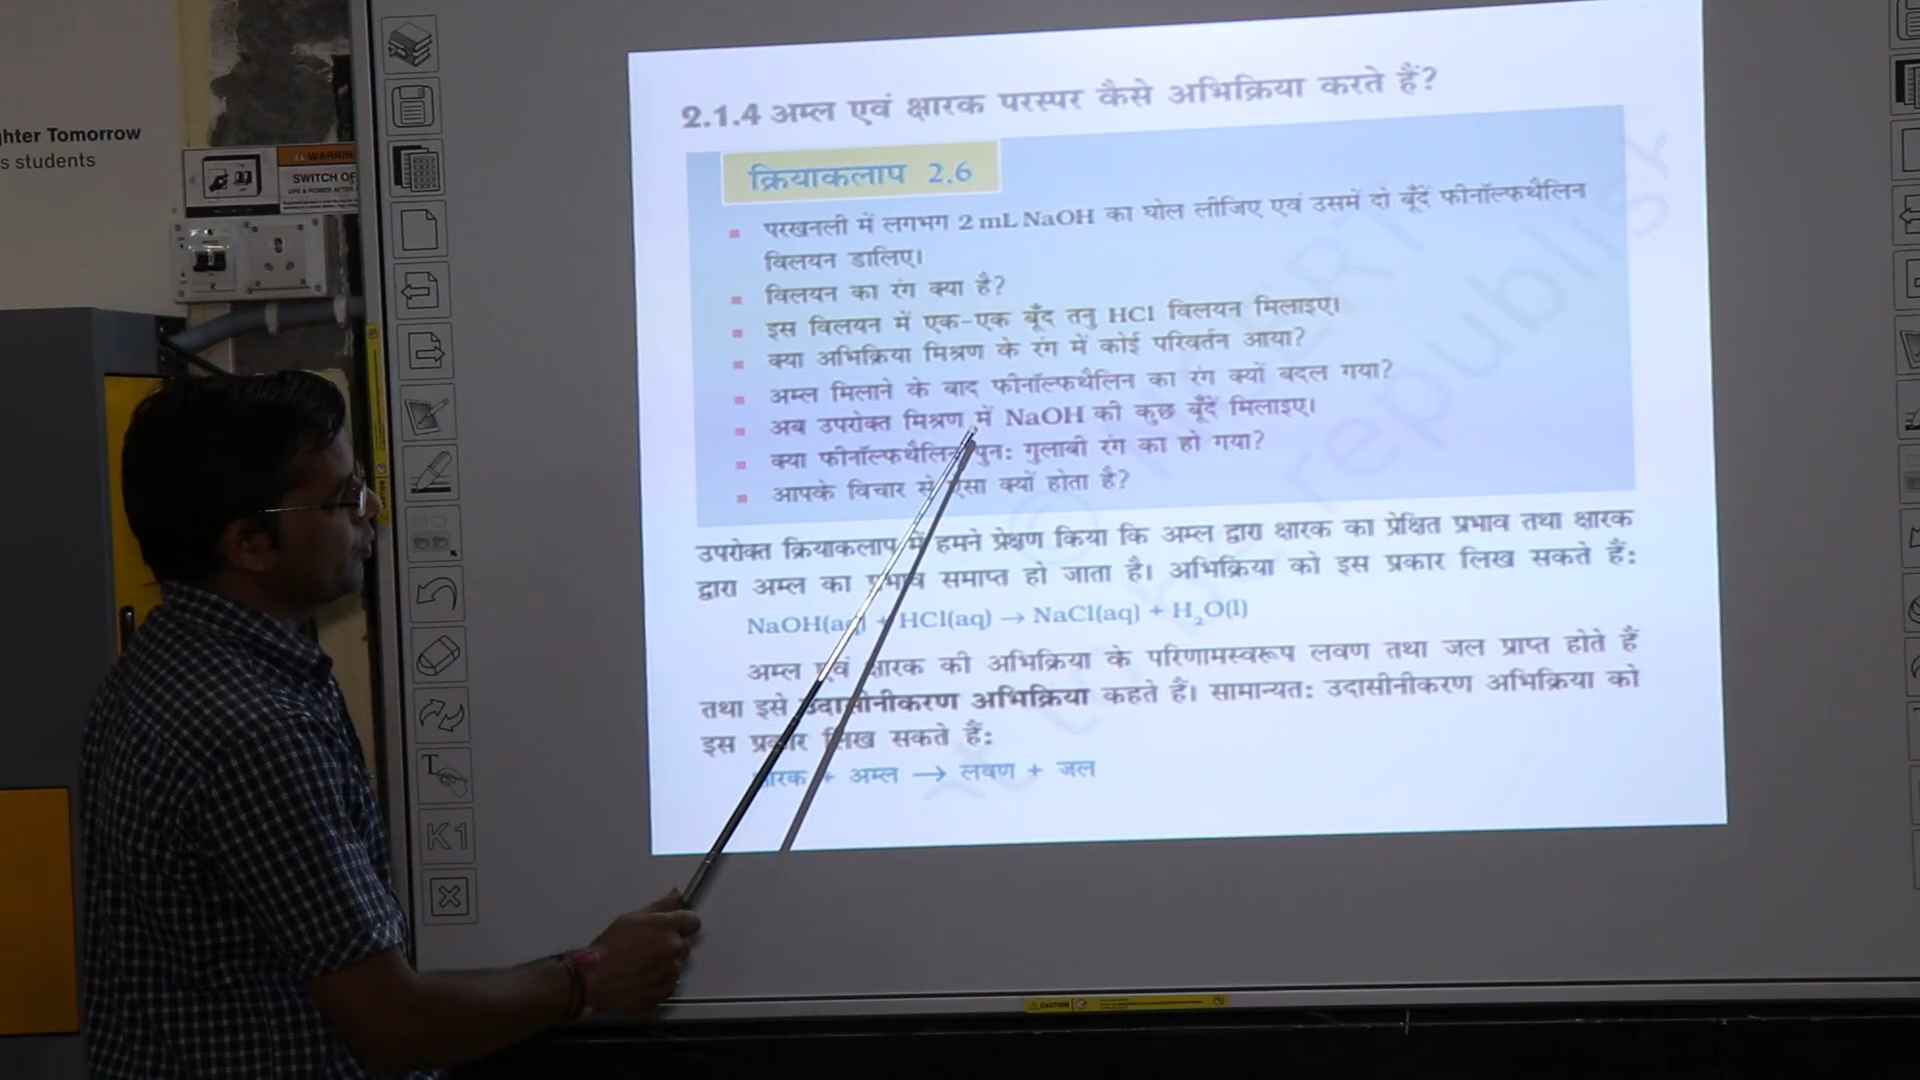 ghter Tomorrow
s students
WARNIN
SWITCH OF
2.1.4 अम्ल एवं क्षारक परस्पर कैसे अभिक्रिया करते हैं?
क्रियाकलाप 2.6
परखनली में लगभग 2 mL NaOH का घोल लीजिए एवं उसमें दो बूँदें फीनॉल्फथैलिन
विलयन डालिए।
विलयन का रंग क्या है?
इस विलयन में एक-एक बूँद तनु HCl विलयन मिलाइए।
क्या अभिक्रिया मिश्रण के रंग में कोई परिवर्तन आया?
अम्ल मिलाने के बाद फीनॉल्फथैलिन का रंग क्यों बदल गया?
अब उपरोक्त मिश्रण में NaOH की कुछ बूँदें मिलाइए।
क्या फीनॉल्फथैलिन पुन: गुलाबी रंग का हो गया?
आपके विचार से ऐसा क्यों होता है?
उपरोक्त क्रियाकलाप में हमने प्रेक्षण किया कि अम्ल द्वारा क्षारक का प्रेक्षित प्रभाव तथा क्षारक
द्वारा अम्ल का प्रभाव समाप्त हो जाता है। अभिक्रिया को इस प्रकार लिख सकते हैं:
NaOH(aq) + HCl(aq) → NaCl(aq) + H₂O(l)
अम्ल एवं क्षारक की अभिक्रिया के परिणामस्वरूप लवण तथा जल प्राप्त होते हैं
तथा इसे उदासीनीकरण अभिक्रिया कहते हैं। सामान्यत: उदासीनीकरण अभिक्रिया को
इस प्रकार लिख सकते हैं:
क्षारक + अम्ल → लवण + जल
K1
CAUTION